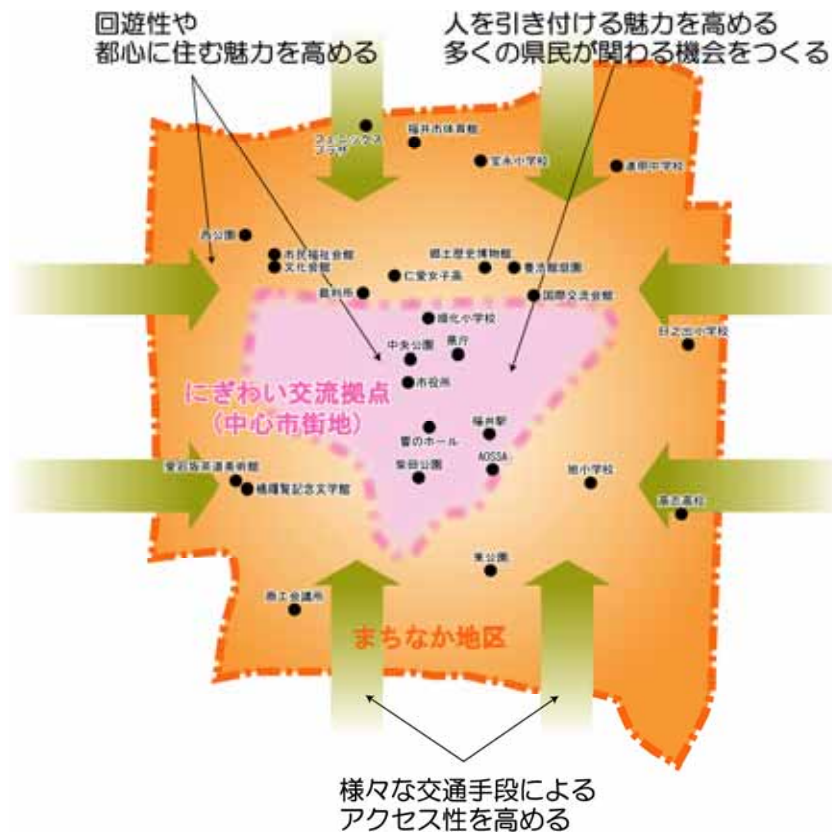 回遊性や
都心に住む魅力を高める
人を引き付ける魅力を高める
多くの県民が関わる機会をつくる
フェニックス
プラザ
福井市体育館
宝永小学校
進明中学校
西公園
市民福祉会館
文化会館
郷土歴史博物館
養浩館庭園
仁愛女子高
裁判所
国際交流会館
順化小学校
日之出小学校
中央公園
県庁
市役所
にぎわい交流拠点
(中心市街地)
響のホール
福井駅
柴田公園
AOSSA
愛宕坂茶道美術館
橘曙覧記念文学館
旭小学校
高志高校
東公園
商工会議所
まちなか地区
様々な交通手段による
アクセス性を高める